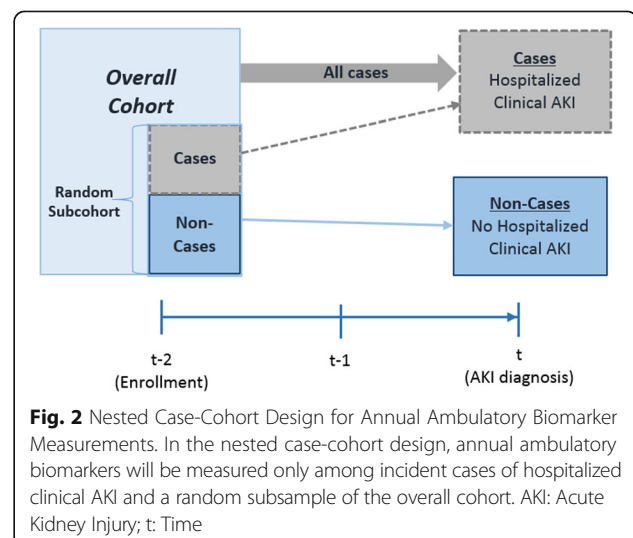 Overall
Cohort
All cases
Cases
Hospitalized
Clinical AKI
Random
Subcohort
Cases
Non-
Cases
Non-Cases
No Hospitalized
Clinical AKI
t-2
(Enrollment)
t-1
t
(AKI diagnosis)
Fig. 2 Nested Case-Cohort Design for Annual Ambulatory Biomarker
Measurements. In the nested case-cohort design, annual ambulatory
biomarkers will be measured only among incident cases of hospitalized
clinical AKI and a random subsample of the overall cohort. AKI: Acute
Kidney Injury; t: Time